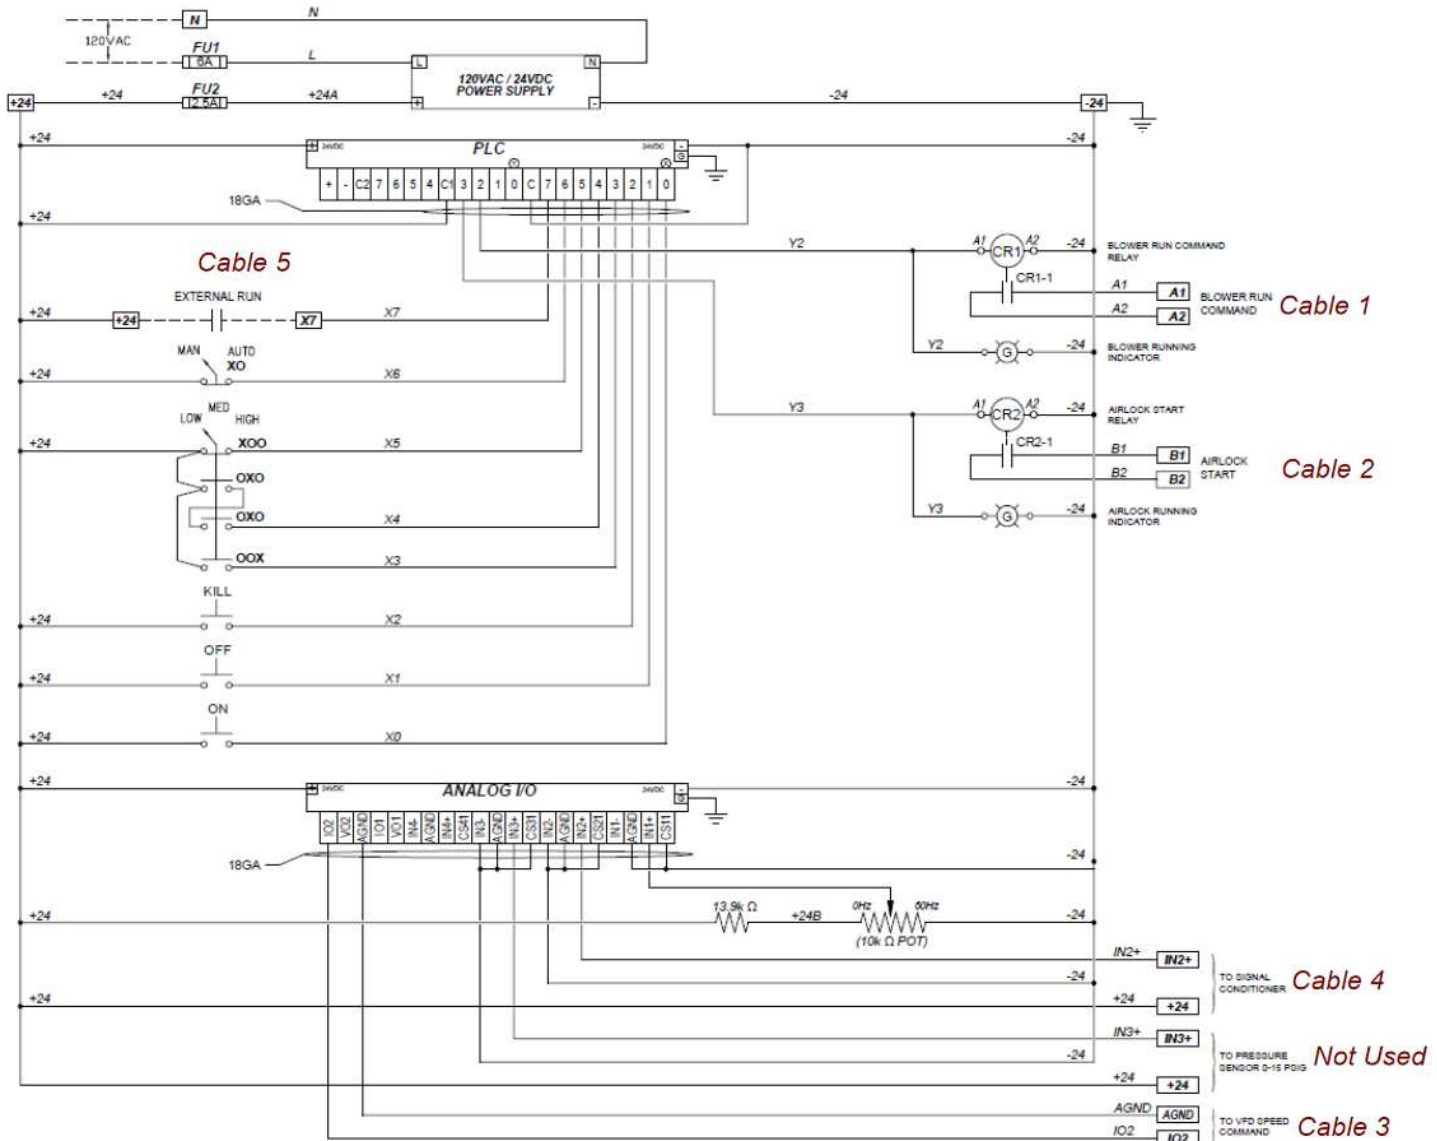 N
N
120VAC
FU1
6A
L
L
N
120VAC / 24VDC
POWER SUPPLY
FU2
2.5A
+24
+24
+24A
+
-
-24
-24
+24
+
24VDC
PLC
24VDC
-
G
-24
+ - C2 7 6 5 4 C1 3 2 1 0 C 7 6 5 4 3 2 1 0
18GA
+24
Cable 5
EXTERNAL RUN
+24
+24
X7
X7
MAN
AUTO
XO
+24
X6
LOW
MED
HIGH
+24
XOO
X5
OXO
OXO
X4
OOX
X3
KILL
+24
X2
OFF
+24
X1
ON
+24
X0
Y2
A1
CR1
A2
-24
BLOWER RUN COMMAND
RELAY
CR1-1
A1
A1
A2
A2
BLOWER RUN
COMMAND
Cable 1
Y2
G
-24
BLOWER RUNNING
INDICATOR
Y3
A1
CR2
A2
-24
AIRLOCK START
RELAY
CR2-1
B1
B1
B2
B2
AIRLOCK
START
Cable 2
Y3
G
-24
AIRLOCK RUNNING
INDICATOR
+24
+
24VDC
ANALOG I/O
24VDC
-
G
-24
IO2 VO2 AGND IO1 VO1 IN4- AGND IN4+ CS41 IN3- AGND IN3+ CS31 IN2- AGND IN2+ CS21 IN1- AGND IN1+ CS11
18GA
-24
+24
13.9k Ω
+24B
0Hz
60Hz
(10k Ω POT)
-24
IN2+
IN2+
-24
TO SIGNAL
CONDITIONER
Cable 4
+24
+24
+24
IN3+
IN3+
-24
TO PRESSURE
SENSOR 0-15 PSIG
Not Used
+24
+24
AGND
AGND
TO VFD SPEED
COMMAND
Cable 3
IO2
IO2